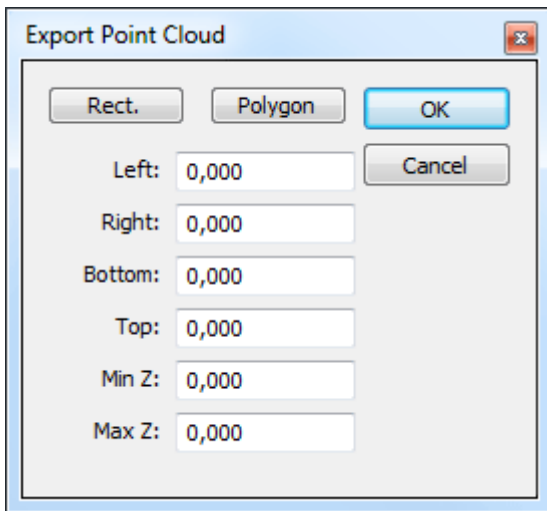 Export Point Cloud
Rect. Polygon OK
Left: 0,000 Cancel
Right: 0,000
Bottom: 0,000
Top: 0,000
Min Z: 0,000
Max Z: 0,000